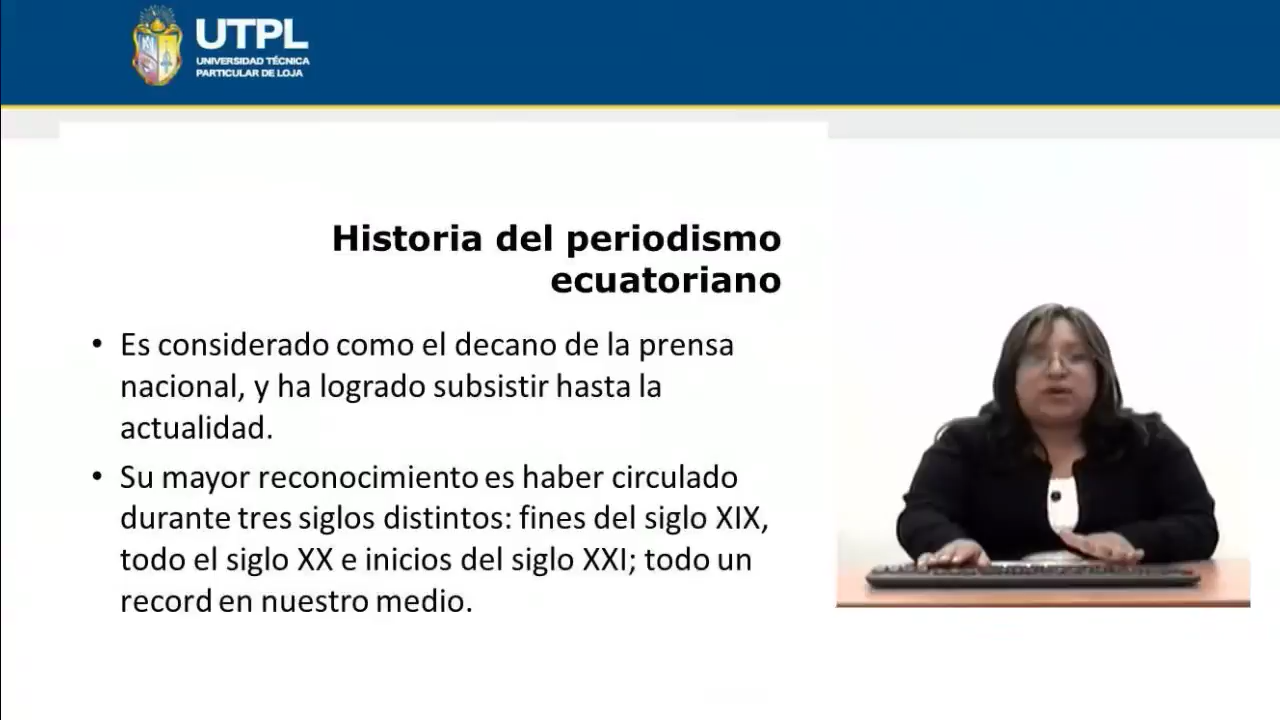 UTPL
UNIVERSIDAD TÉCNICA
PARTICULAR DE LOJA
Historia del periodismo
ecuatoriano
• Es considerado como el decano de la prensa
nacional, y ha logrado subsistir hasta la
actualidad.
• Su mayor reconocimiento es haber circulado
durante tres siglos distintos: fines del siglo XIX,
todo el siglo XX e inicios del siglo XXI; todo un
record en nuestro medio.